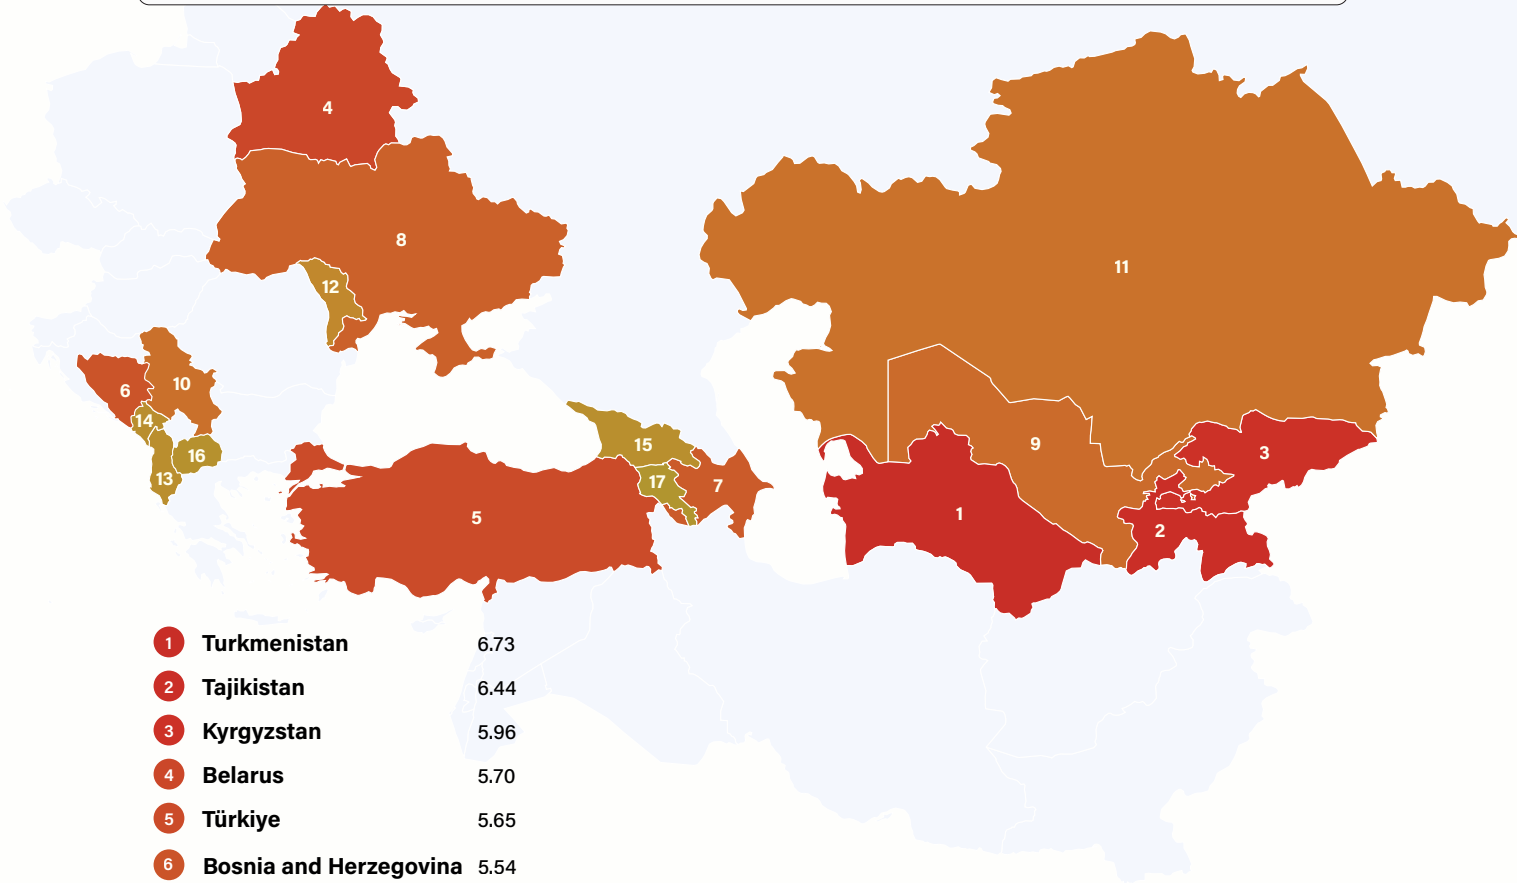 4
8
11
12
6
10
14
16
13
15
17
7
5
9
3
1
2
1 Turkmenistan 6.73
2 Tajikistan 6.44
3 Kyrgyzstan 5.96
4 Belarus 5.70
5 Türkiye 5.65
6 Bosnia and Herzegovina 5.54